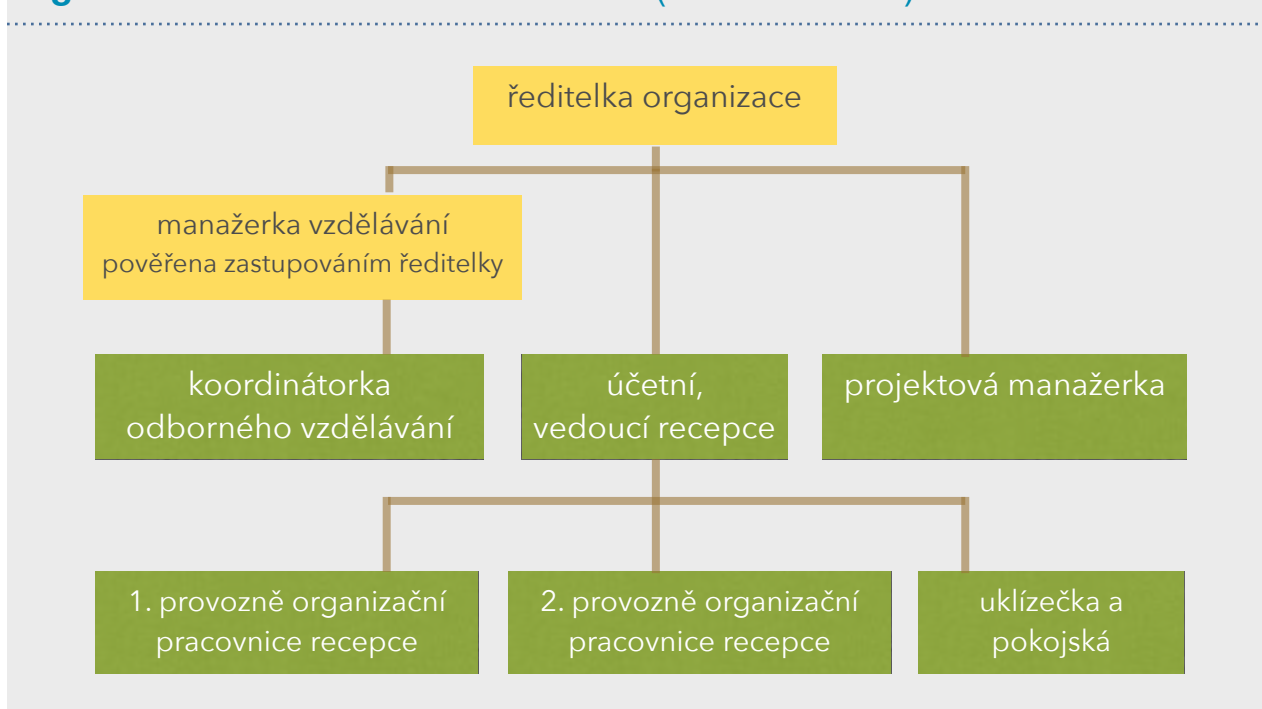 ředitelka organizace
manažerka vzdělávání
pověřena zastupováním ředitelky
koordinátorka
odborného vzdělávání
účetní,
vedoucí recepce
projektová manažerka
1. provozně organizační
pracovnice recepce
2. provozně organizační
pracovnice recepce
uklízečka a
pokojská